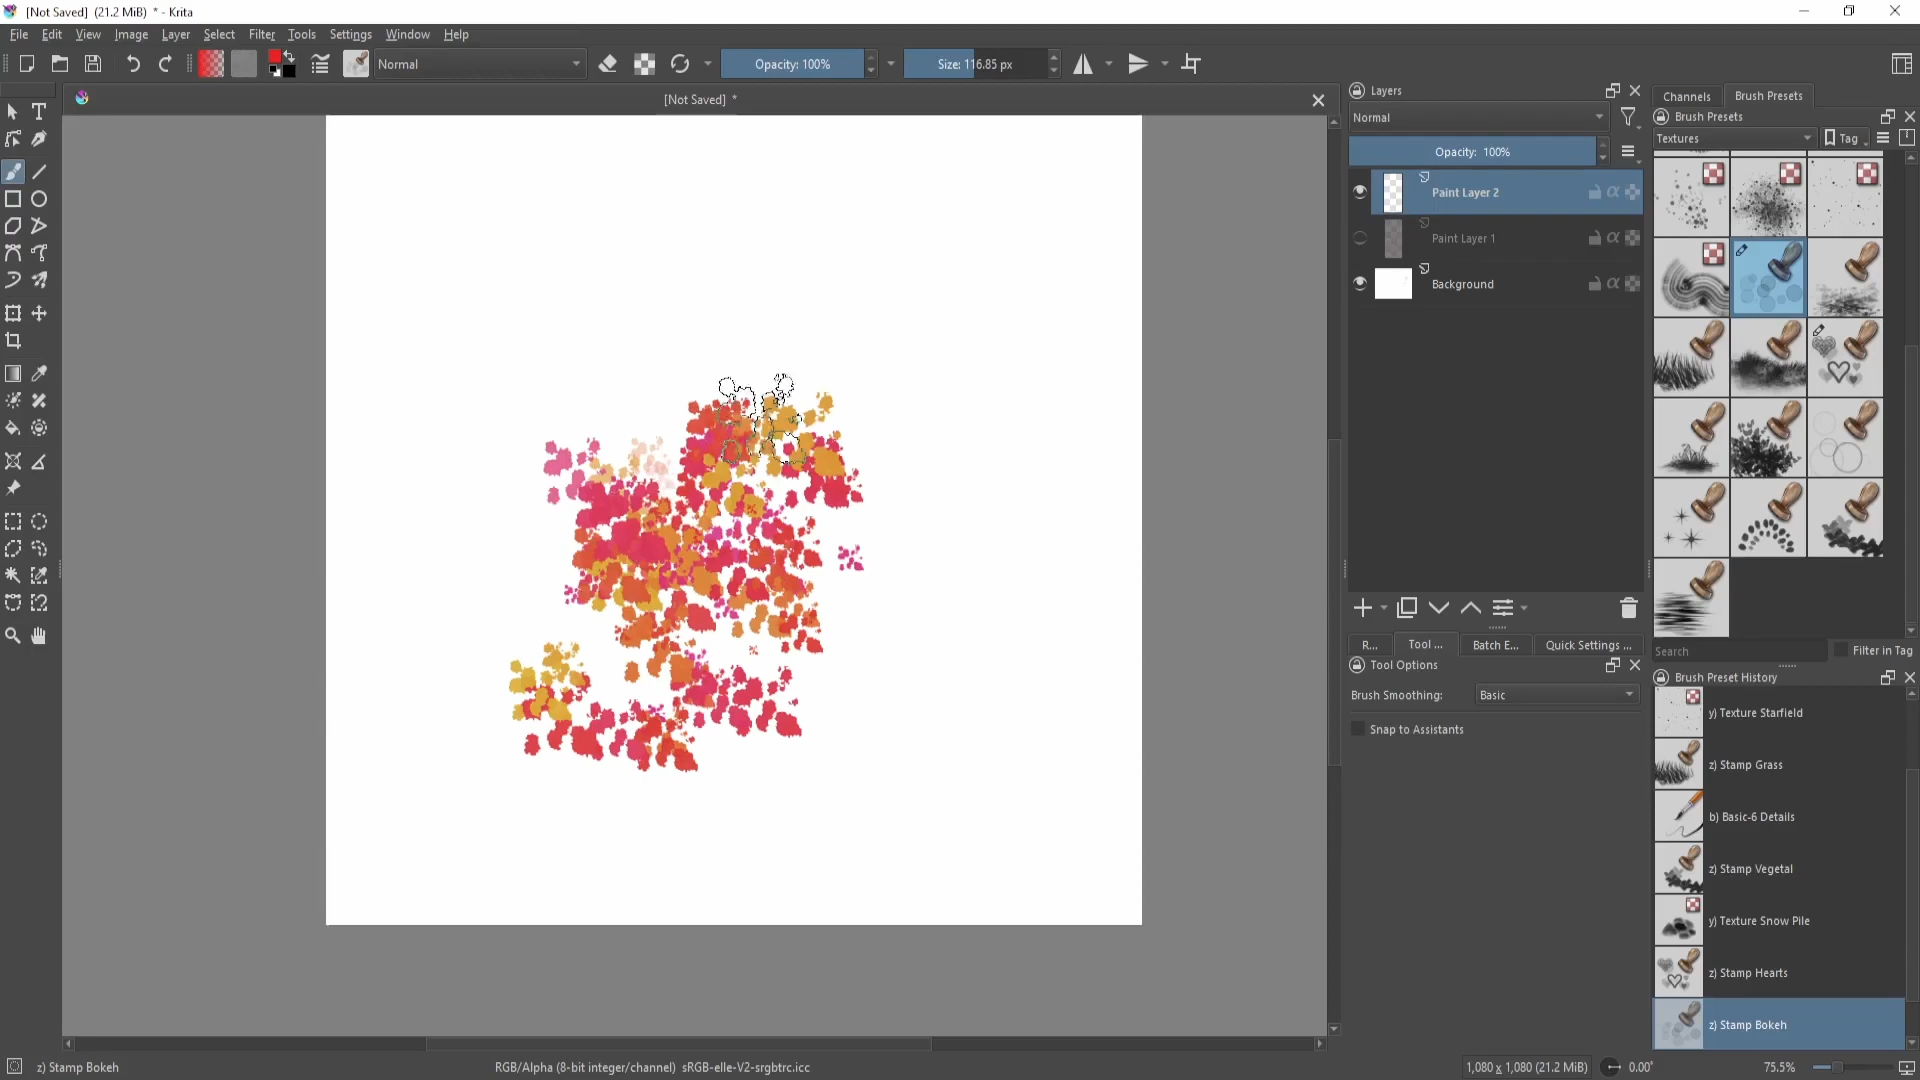 [Not Saved]  (21.2 MiB)  * - Krita
File Edit View Image Layer Select Filter Tools Settings Window Help
Normal
Opacity: 100%
Size: 116.85 px
[Not Saved]  *
Layers
Normal
Opacity:  100%
Paint Layer 2
Paint Layer 1
Background
R... Tool ... Batch E... Quick Settings ...
Tool Options
Brush Smoothing: Basic
Snap to Assistants
Channels Brush Presets
Brush Presets
Textures Tag
Search Filter in Tag
Brush Preset History
y) Texture Starfield
z) Stamp Grass
b) Basic-6 Details
z) Stamp Vegetal
y) Texture Snow Pile
z) Stamp Hearts
z) Stamp Bokeh
z) Stamp Bokeh
RGB/Alpha (8-bit integer/channel)  sRGB-elle-V2-srgbtrc.icc
1,080 x 1,080 (21.2 MiB)
0.00°
75.5%